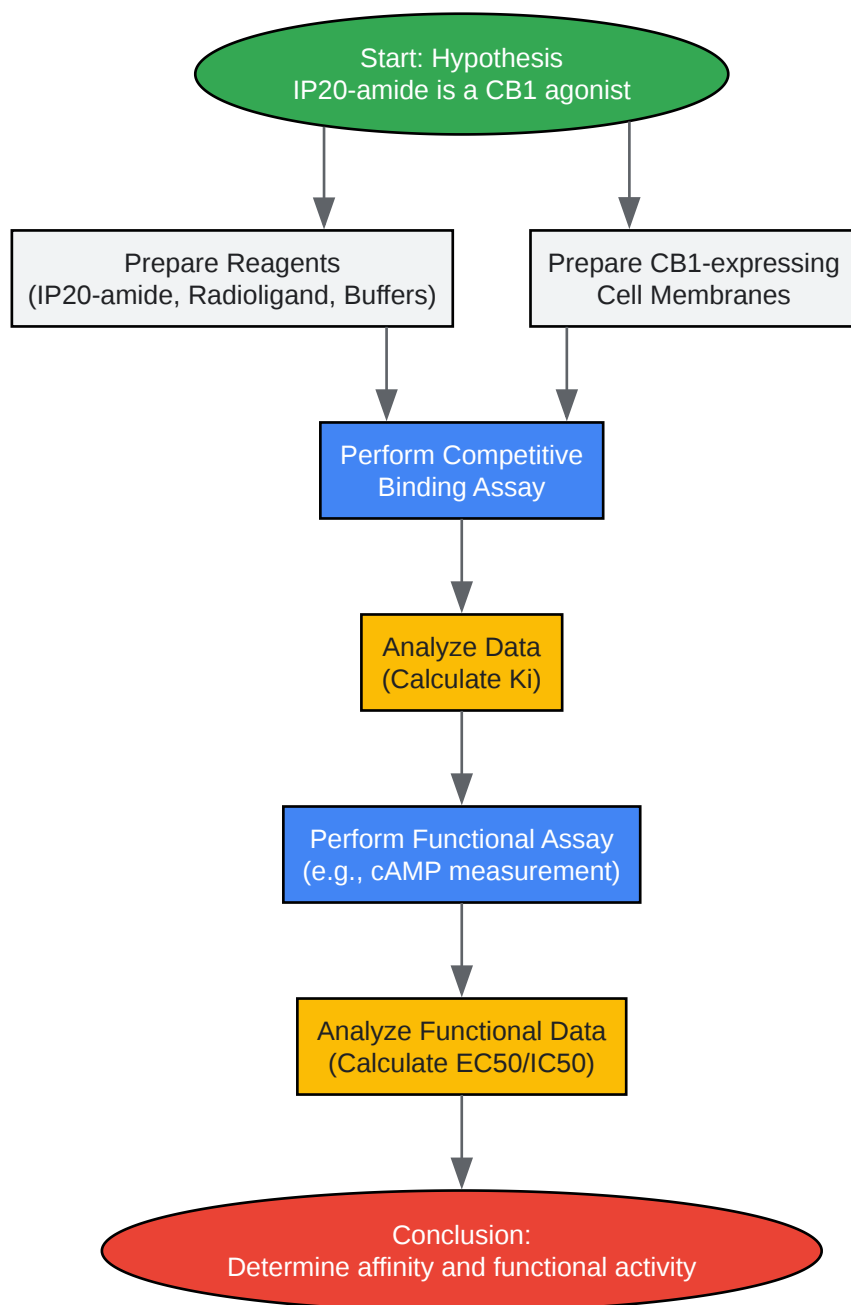 Start: Hypothesis
IP20-amide is a CB1 agonist
Prepare Reagents
(IP20-amide, Radioligand, Buffers)
Prepare CB1-expressing
Cell Membranes
Perform Competitive
Binding Assay
Analyze Data
(Calculate Ki)
Perform Functional Assay
(e.g., cAMP measurement)
Analyze Functional Data
(Calculate EC50/IC50)
Conclusion:
Determine affinity and functional activity